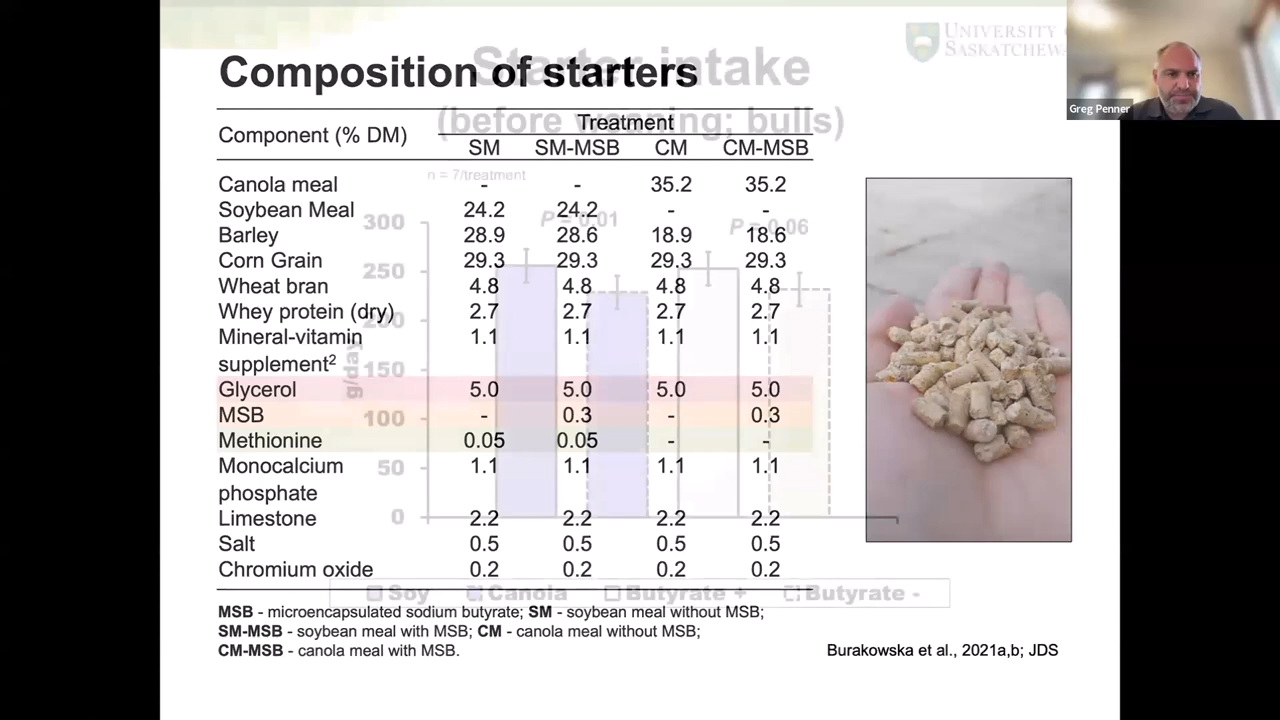 UNIVERSITY
SASKATCHEW
Greg Penner
Composition of starters
Starter intake
(before weaning; bulls)
Component (% DM) Treatment
SM SM-MSB CM CM-MSB
n = 7/treatment
Canola meal - - 35.2 35.2
Soybean Meal 24.2 24.2 - -
Barley 28.9 28.6 18.9 18.6
Corn Grain 29.3 29.3 29.3 29.3
Wheat bran 4.8 4.8 4.8 4.8
Whey protein (dry) 2.7 2.7 2.7 2.7
Mineral-vitamin 1.1 1.1 1.1 1.1
supplement2
Glycerol 5.0 5.0 5.0 5.0
MSB - 0.3 - 0.3
Methionine 0.05 0.05 - -
Monocalcium 1.1 1.1 1.1 1.1
phosphate
Limestone 2.2 2.2 2.2 2.2
Salt 0.5 0.5 0.5 0.5
Chromium oxide 0.2 0.2 0.2 0.2
300
250
200
150
100
50
0
g/day
Soy Canola Butyrate + Butyrate -
MSB - microencapsulated sodium butyrate; SM - soybean meal without MSB;
SM-MSB - soybean meal with MSB; CM - canola meal without MSB;
CM-MSB - canola meal with MSB.
Burakowska et al., 2021a,b; JDS